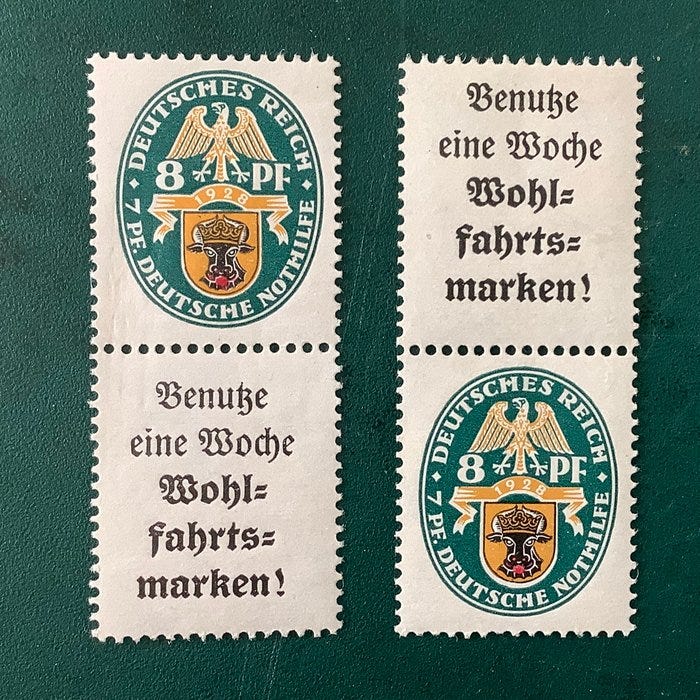 DEUTSCHES REICH
8 PF
1928
7 PF. DEUTSCHE NOTHILFE
Benutze
eine Woche
Wohl=
fahrts=
marken!
Benutze
eine Woche
Wohl=
fahrts=
marken!
DEUTSCHES REICH
8 PF
1928
7 PF. DEUTSCHE NOTHILFE